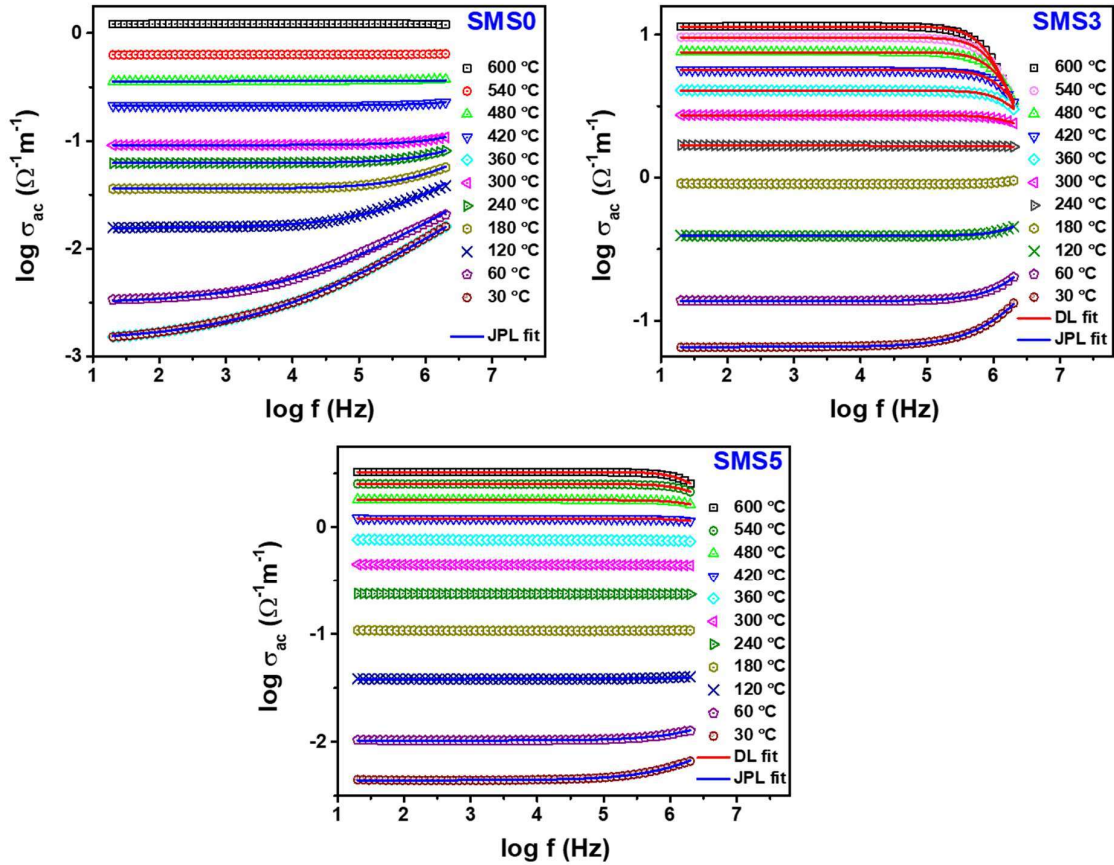 SMS0
log σac (Ω-1m-1)
0
-1
-2
-3
600 °C
540 °C
480 °C
420 °C
360 °C
300 °C
240 °C
180 °C
120 °C
60 °C
30 °C
JPL fit
1 2 3 4 5 6 7
log f (Hz)
SMS3
log σac (Ω-1m-1)
1
0
-1
600 °C
540 °C
480 °C
420 °C
360 °C
300 °C
240 °C
180 °C
120 °C
60 °C
30 °C
DL fit
JPL fit
1 2 3 4 5 6 7
log f (Hz)
SMS5
log σac (Ω-1m-1)
0
-1
-2
600 °C
540 °C
480 °C
420 °C
360 °C
300 °C
240 °C
180 °C
120 °C
60 °C
30 °C
DL fit
JPL fit
1 2 3 4 5 6 7
log f (Hz)